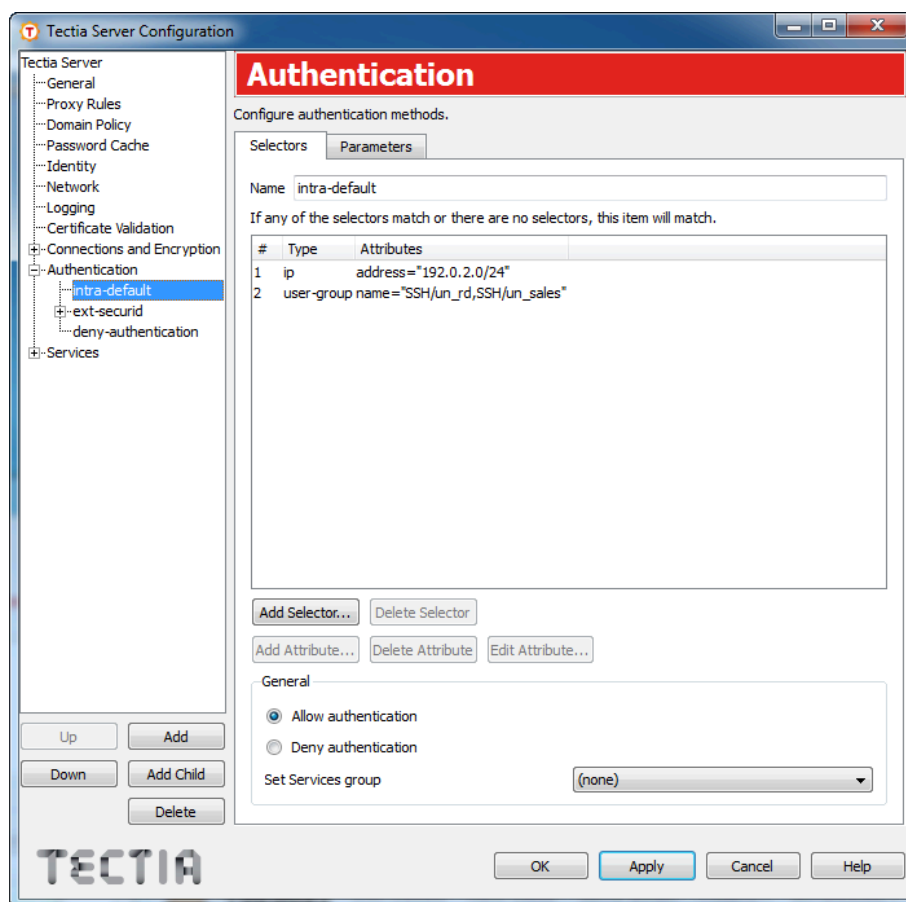 Tectia Server Configuration
Tectia Server
General
Proxy Rules
Domain Policy
Password Cache
Identity
Network
Logging
Certificate Validation
Connections and Encryption
Authentication
intra-default
ext-securid
deny-authentication
Services
Up
Add
Down
Add Child
Delete
Authentication
Configure authentication methods.
Selectors Parameters
Name intra-default
If any of the selectors match or there are no selectors, this item will match.
# Type Attributes
1 ip address="192.0.2.0/24"
2 user-group name="SSH/un_rd,SSH/un_sales"
Add Selector... Delete Selector
Add Attribute... Delete Attribute Edit Attribute...
General
Allow authentication
Deny authentication
Set Services group (none)
TECTIA
OK Apply Cancel Help